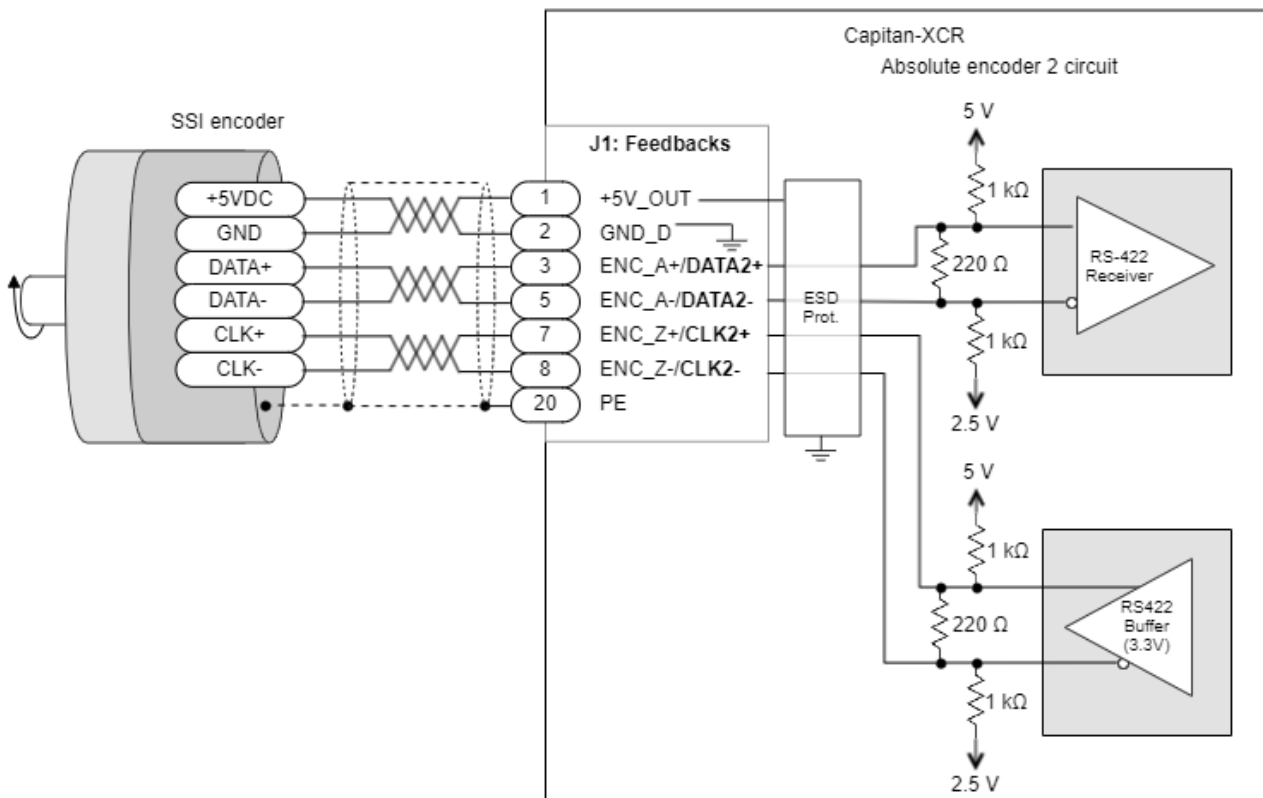 Capitan-XCR
Absolute encoder 2 circuit
SSI encoder
+5VDC
GND
DATA+
DATA-
CLK+
CLK-
J1: Feedbacks
1 +5V_OUT
2 GND_D
3 ENC_A+/DATA2+
5 ENC_A-/DATA2-
7 ENC_Z+/CLK2+
8 ENC_Z-/CLK2-
20 PE
ESD
Prot.
5 V
1 kΩ
220 Ω
1 kΩ
2.5 V
RS-422
Receiver
5 V
1 kΩ
220 Ω
1 kΩ
2.5 V
RS422
Buffer
(3.3V)